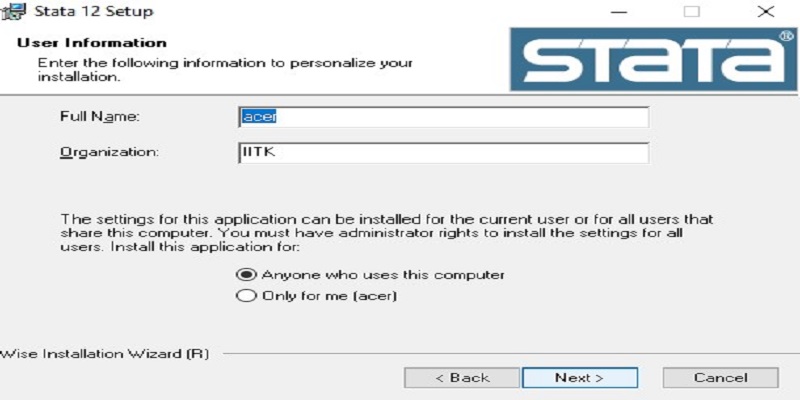 Stata 12 Setup
User Information
Enter the following information to personalize your
installation.
STATA®
Full Name:
acer
Organization:
IITK
The settings for this application can be installed for the current user or for all users that
share this computer. You must have administrator rights to install the settings for all
users. Install this application for:
Anyone who uses this computer
Only for me (acer)
Wise Installation Wizard (R)
< Back
Next >
Cancel